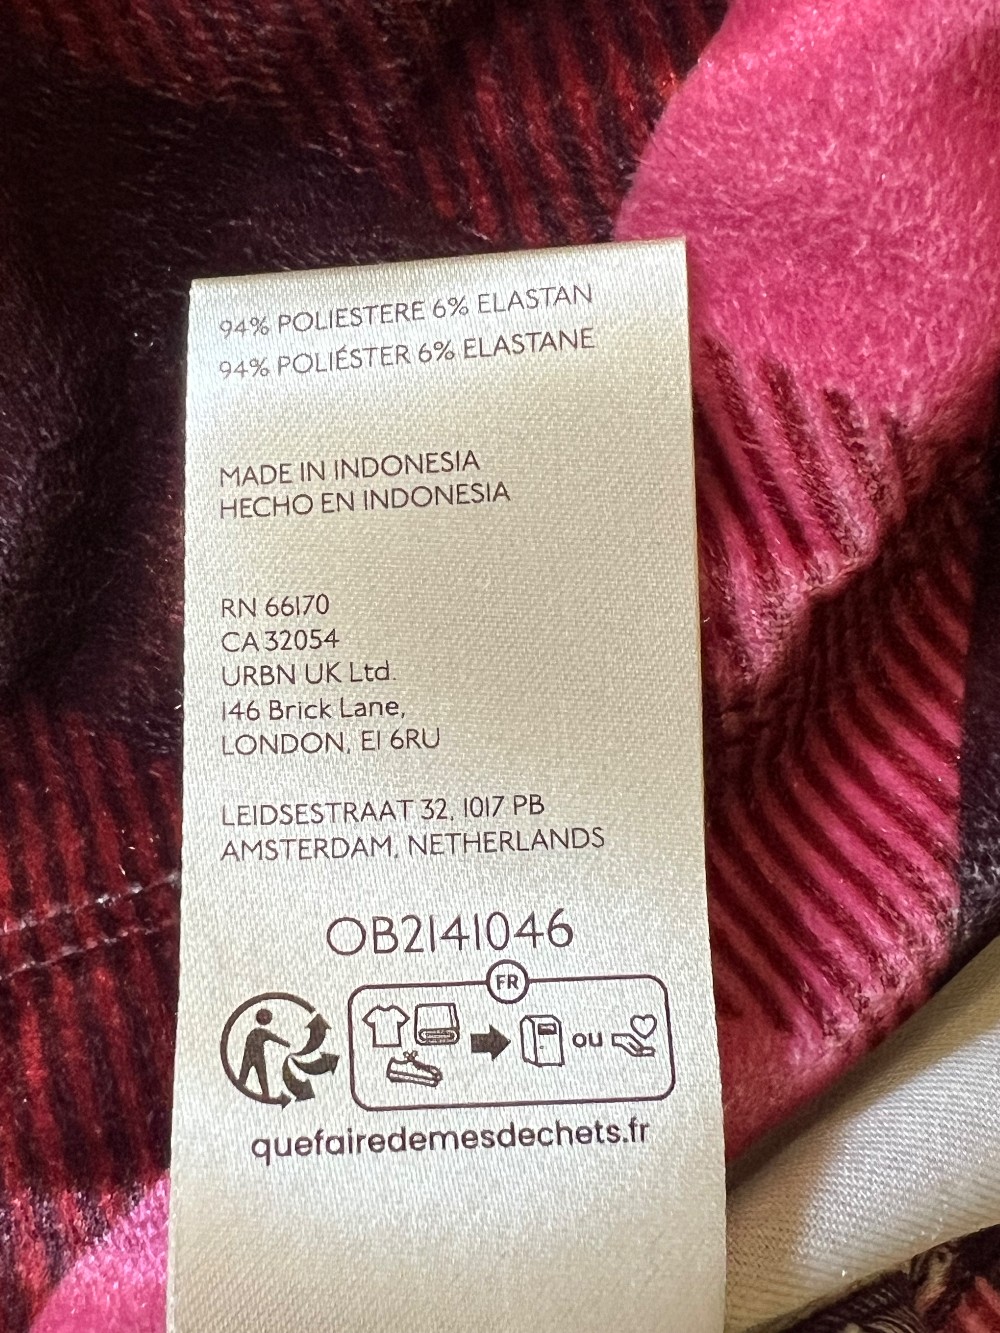 94% POLIESTERE 6% ELASTAN
94% POLIÉSTER 6% ELASTANE
MADE IN INDONESIA
HECHO EN INDONESIA
RN 66170
CA 32054
URBN UK Ltd.
146 Brick Lane,
LONDON, E1 6RU
LEIDSESTRAAT 32, 1017 PB
AMSTERDAM, NETHERLANDS
OB2141046
FR
OU
quefairedemesdechets.fr